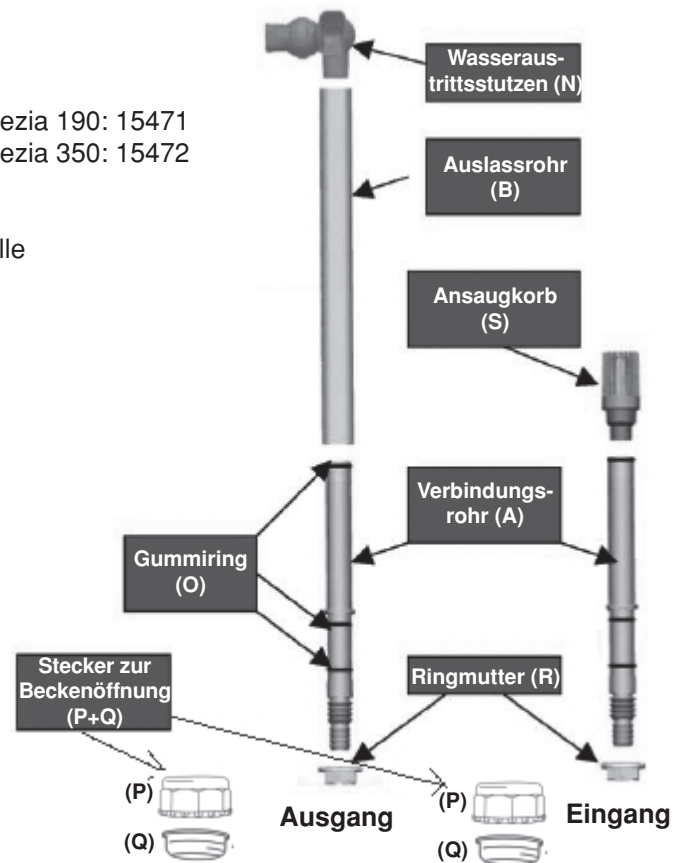 Wasseraus-
trittsstutzen (N)
ezia 190: 15471
ezia 350: 15472
Auslassrohr
(B)
lle
Ansaugkorb
(S)
Verbindungs-
rohr (A)
Gummiring
(O)
Stecker zur
Beckenöffnung
(P+Q)
Ringmutter (R)
(P)
(Q)
Ausgang
(P)
(Q)
Eingang